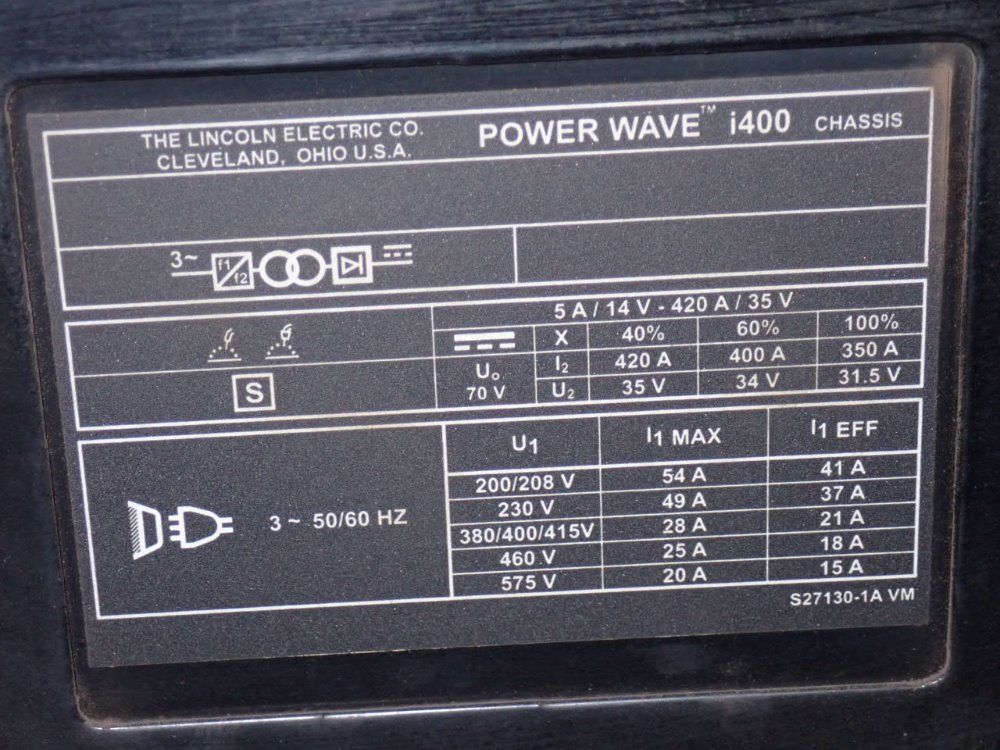 THE LINCOLN ELECTRIC CO.
CLEVELAND, OHIO U.S.A.
POWER WAVE™ i400 CHASSIS
3~ f1/f2
5 A / 14 V - 420 A / 35 V
X 40% 60% 100%
I2 420 A 400 A 350 A
U2 35 V 34 V 31.5 V
Uo
70 V
S
U1 I1 MAX I1 EFF
200/208 V 54 A 41 A
230 V 49 A 37 A
380/400/415V 28 A 21 A
460 V 25 A 18 A
575 V 20 A 15 A
3 ~ 50/60 HZ
S27130-1A VM